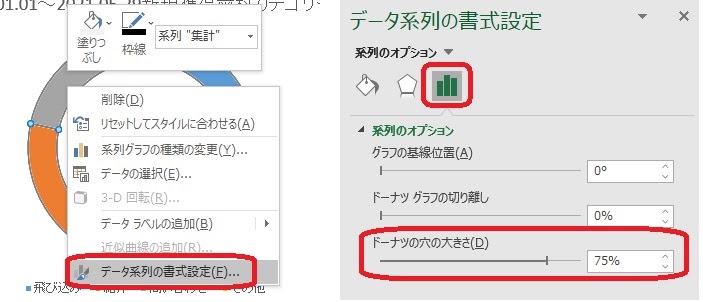 塗りつぶし
枠線
系列 "集計"
削除(D)
リセットしてスタイルに合わせる(A)
系列グラフの種類の変更(Y)...
データの選択(E)...
3-D 回転(R)...
データ ラベルの追加(B)
近似曲線の追加(R)...
データ系列の書式設定(F)...
飛び込み
その他
データ系列の書式設定
系列のオプション
系列のオプション
グラフの基線位置(A)
0°
ドーナツ グラフの切り離し
0%
ドーナツの穴の大きさ(D)
75%